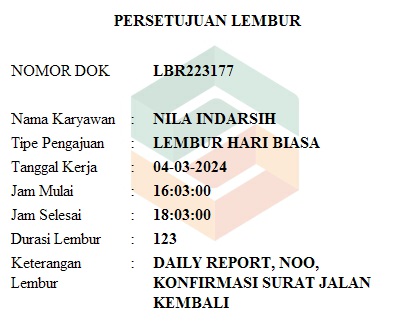 PERSETUJUAN LEMBUR
NOMOR DOK LBR223177
Nama Karyawan : NILA INDARSIH
Tipe Pengajuan : LEMBUR HARI BIASA
Tanggal Kerja : 04-03-2024
Jam Mulai : 16:03:00
Jam Selesai : 18:03:00
Durasi Lembur : 123
Keterangan : DAILY REPORT, NOO,
Lembur KONFIRMASI SURAT JALAN
KEMBALI